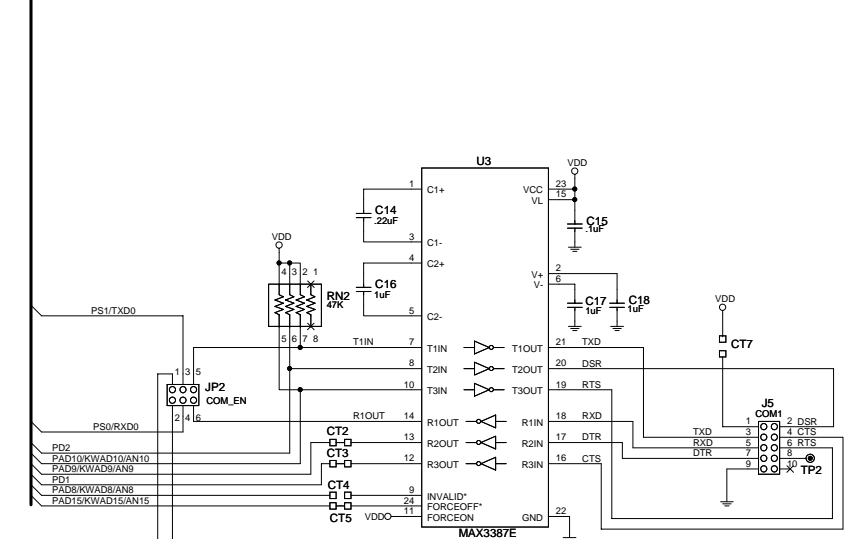 U3
VDD
1 C1+ VCC 23
VL 15
C14
.22uF
C15
.1uF
3 C1-
VDD
4 C2+
V+ 2
V- 6
4 3 2 1
RN2
47K
C16
1uF
C17
1uF
C18
1uF
VDD
PS1/TXD0
5 C2-
5 6 7 8
T1IN 7 T1IN T1OUT 21 TXD
CT7
8 T2IN T2OUT 20 DSR
1 3 5
JP2
COM_EN
10 T3IN T3OUT 19 RTS
J5
COM1
2 4 6
R1OUT 14 R1OUT R1IN 18 RXD
1 2 DSR
PS0/RXD0
CT2
TXD 3 4 CTS
13 R2OUT R2IN 17 DTR
RXD 5 6 RTS
PD2
CT3
DTR 7 8
PAD10/KWAD10/AN10
12 R3OUT R3IN 16 CTS
9 10
TP2
PAD9/KWAD9/AN9
PD1
CT4
PAD8/KWAD8/AN8
9 INVALID*
PAD15/KWAD15/AN15
24 FORCEOFF*
CT5
VDD 11 FORCEON GND 22
MAX3387E